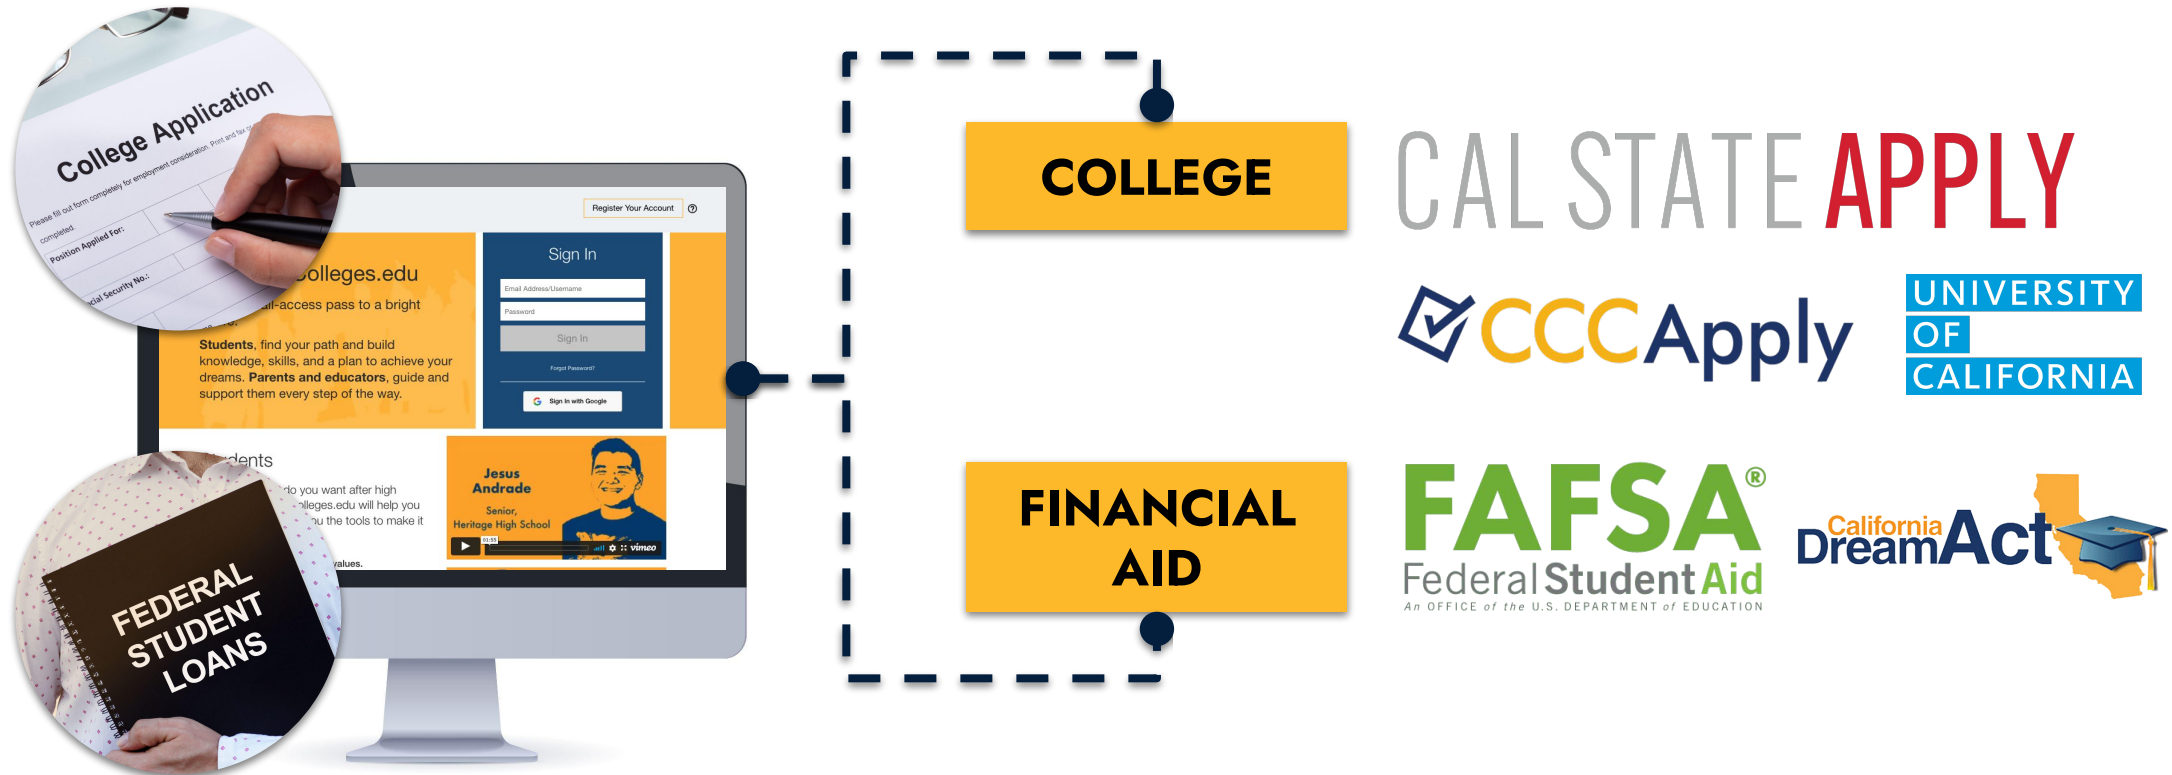 College Application
Please fill out form completely for employment consideration. Print and fax
completed.
Position Applied For:
Social Security No.:
Register Your Account
Colleges.edu
all-access pass to a bright
Students, find your path and build
knowledge, skills, and a plan to achieve your
dreams. Parents and educators, guide and
support them every step of the way.
Sign In
Email Address/Username
Password
Sign In
Forgot Password?
G Sign In with Google
do you want after high
olleges.edu will help you
you the tools to make it
values.
Jesus
Andrade
Senior,
Heritage High School
01:55
vimeo
FEDERAL
STUDENT
LOANS
COLLEGE
CAL STATE APPLY
CCCApply
UNIVERSITY
OF
CALIFORNIA
FINANCIAL
AID
FAFSA®
Federal Student Aid
An OFFICE of the U.S. DEPARTMENT of EDUCATION
California
DreamAct